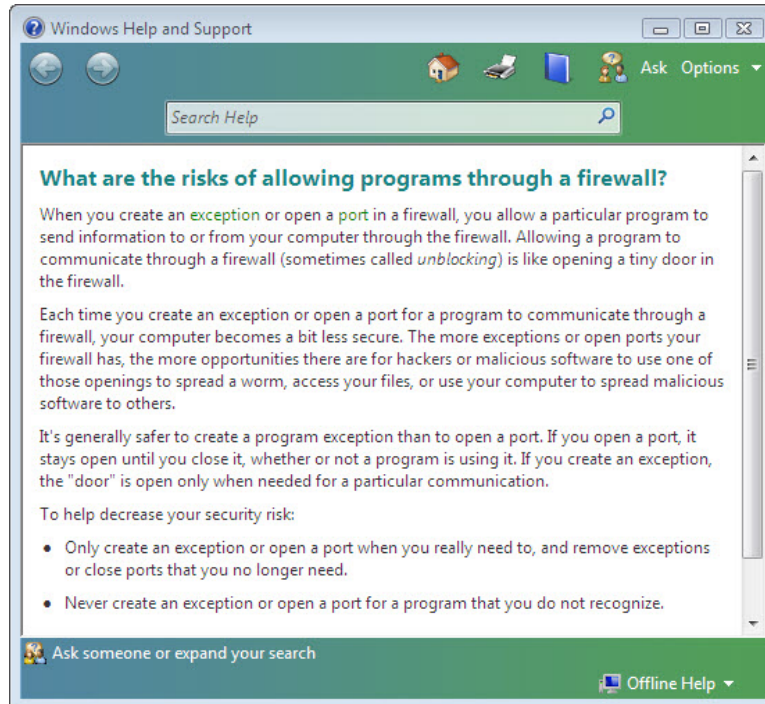 Windows Help and Support
Ask Options
Search Help
What are the risks of allowing programs through a firewall?
When you create an exception or open a port in a firewall, you allow a particular program to
send information to or from your computer through the firewall. Allowing a program to
communicate through a firewall (sometimes called unblocking) is like opening a tiny door in
the firewall.
Each time you create an exception or open a port for a program to communicate through a
firewall, your computer becomes a bit less secure. The more exceptions or open ports your
firewall has, the more opportunities there are for hackers or malicious software to use one of
those openings to spread a worm, access your files, or use your computer to spread malicious
software to others.
It's generally safer to create a program exception than to open a port. If you open a port, it
stays open until you close it, whether or not a program is using it. If you create an exception,
the "door" is open only when needed for a particular communication.
To help decrease your security risk:
• Only create an exception or open a port when you really need to, and remove exceptions
or close ports that you no longer need.
• Never create an exception or open a port for a program that you do not recognize.
Ask someone or expand your search
Offline Help